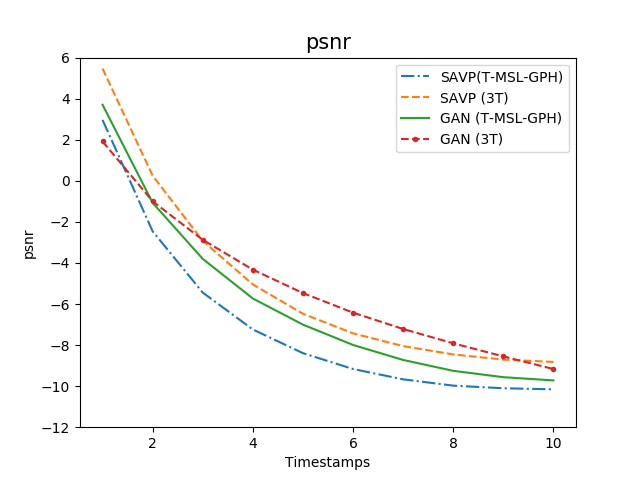 psnr
6
4
2
0
−2
−4
−6
−8
−10
−12
psnr
SAVP(T-MSL-GPH)
SAVP (3T)
GAN (T-MSL-GPH)
GAN (3T)
2 4 6 8 10
Timestamps